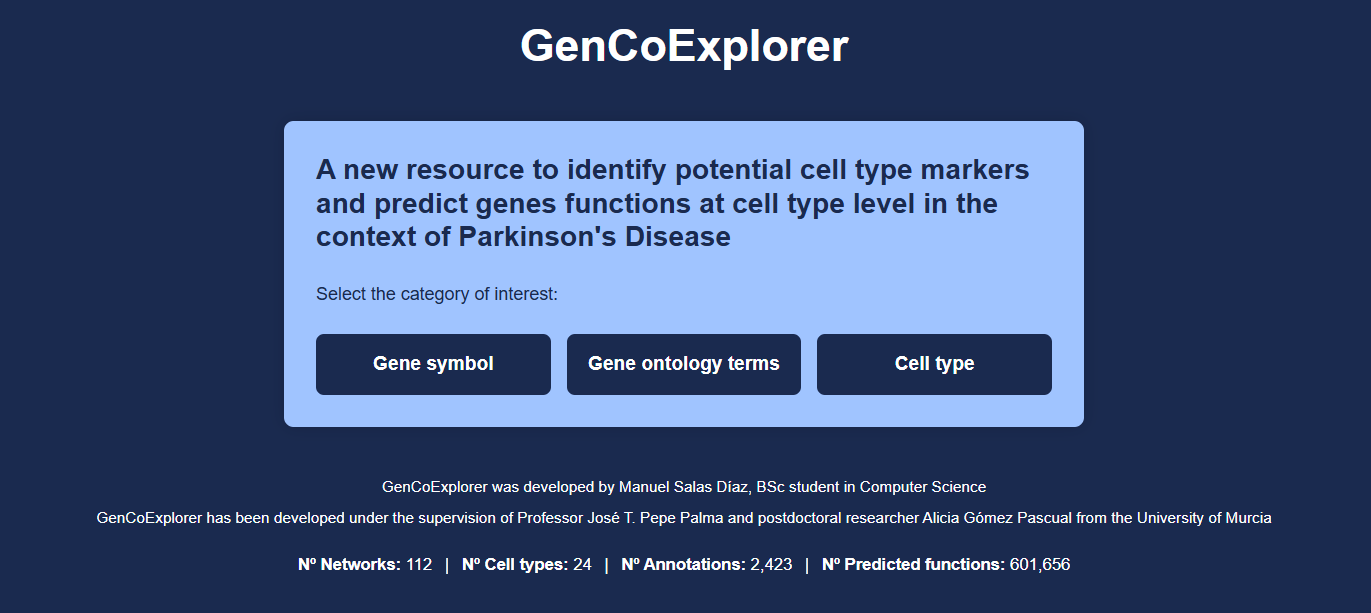 GenCoExplorer
A new resource to identify potential cell type markers
and predict genes functions at cell type level in the
context of Parkinson's Disease
Select the category of interest:
Gene symbol
Gene ontology terms
Cell type
GenCoExplorer was developed by Manuel Salas Díaz, BSc student in Computer Science
GenCoExplorer has been developed under the supervision of Professor José T. Pepe Palma and postdoctoral researcher Alicia Gómez Pascual from the University of Murcia
Nº Networks: 112 | Nº Cell types: 24 | Nº Annotations: 2,423 | Nº Predicted functions: 601,656